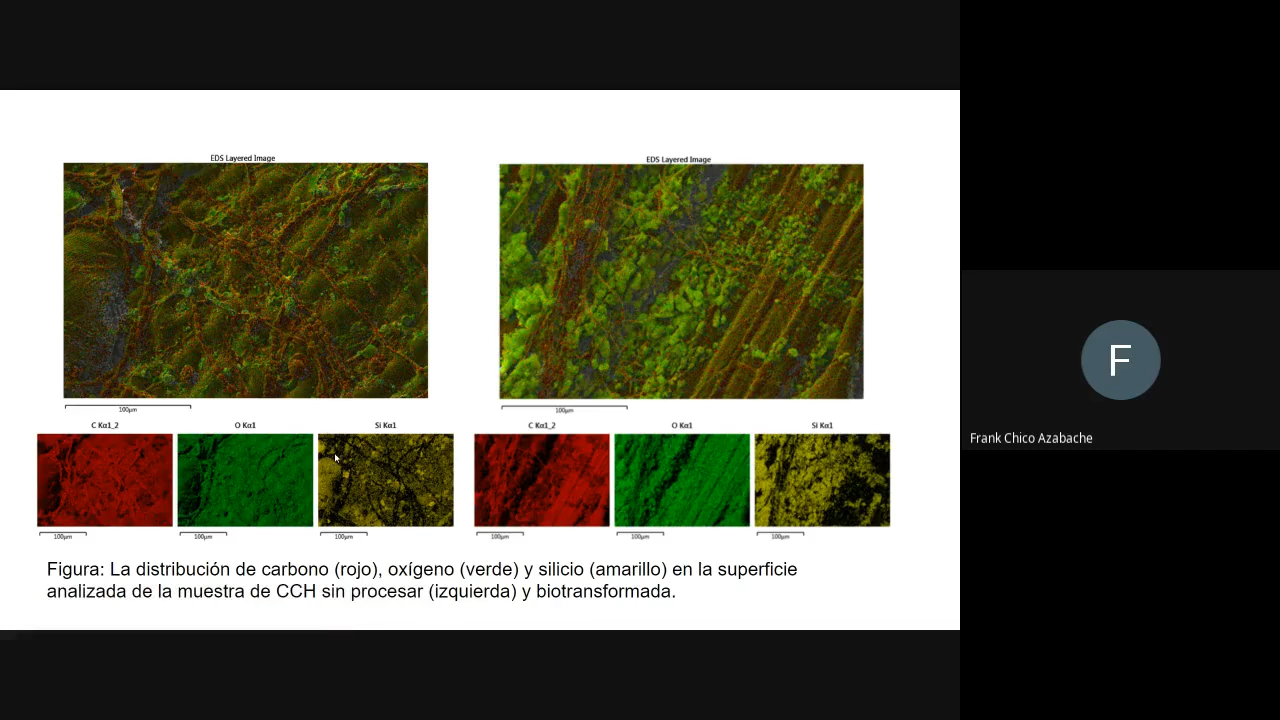 EDS Layered Image
EDS Layered Image
100µm
100µm
C Kα1_2
O Kα1
Si Kα1
C Kα1_2
O Kα1
Si Kα1
100µm
100µm
100µm
100µm
100µm
100µm
Figura: La distribución de carbono (rojo), oxígeno (verde) y silicio (amarillo) en la superficie
analizada de la muestra de CCH sin procesar (izquierda) y biotransformada.
F
Frank Chico Azabache